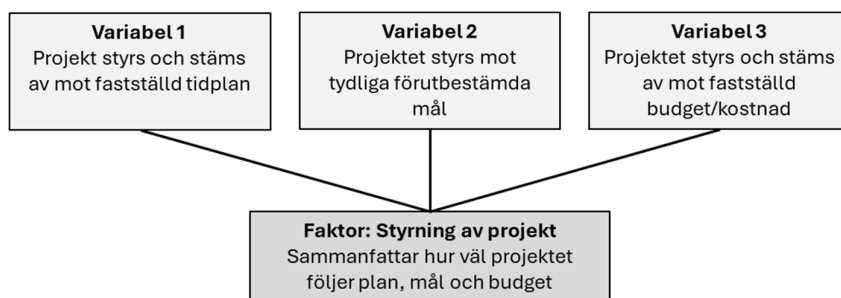 Variabel 1
Projekt styrs och stäms
av mot fastställd tidplan
Variabel 2
Projektet styrs mot
tydliga förutbestämda
mål
Variabel 3
Projektet styrs och stäms
av mot fastställd
budget/kostnad
Faktor: Styrning av projekt
Sammanfattar hur väl projektet
följer plan, mål och budget